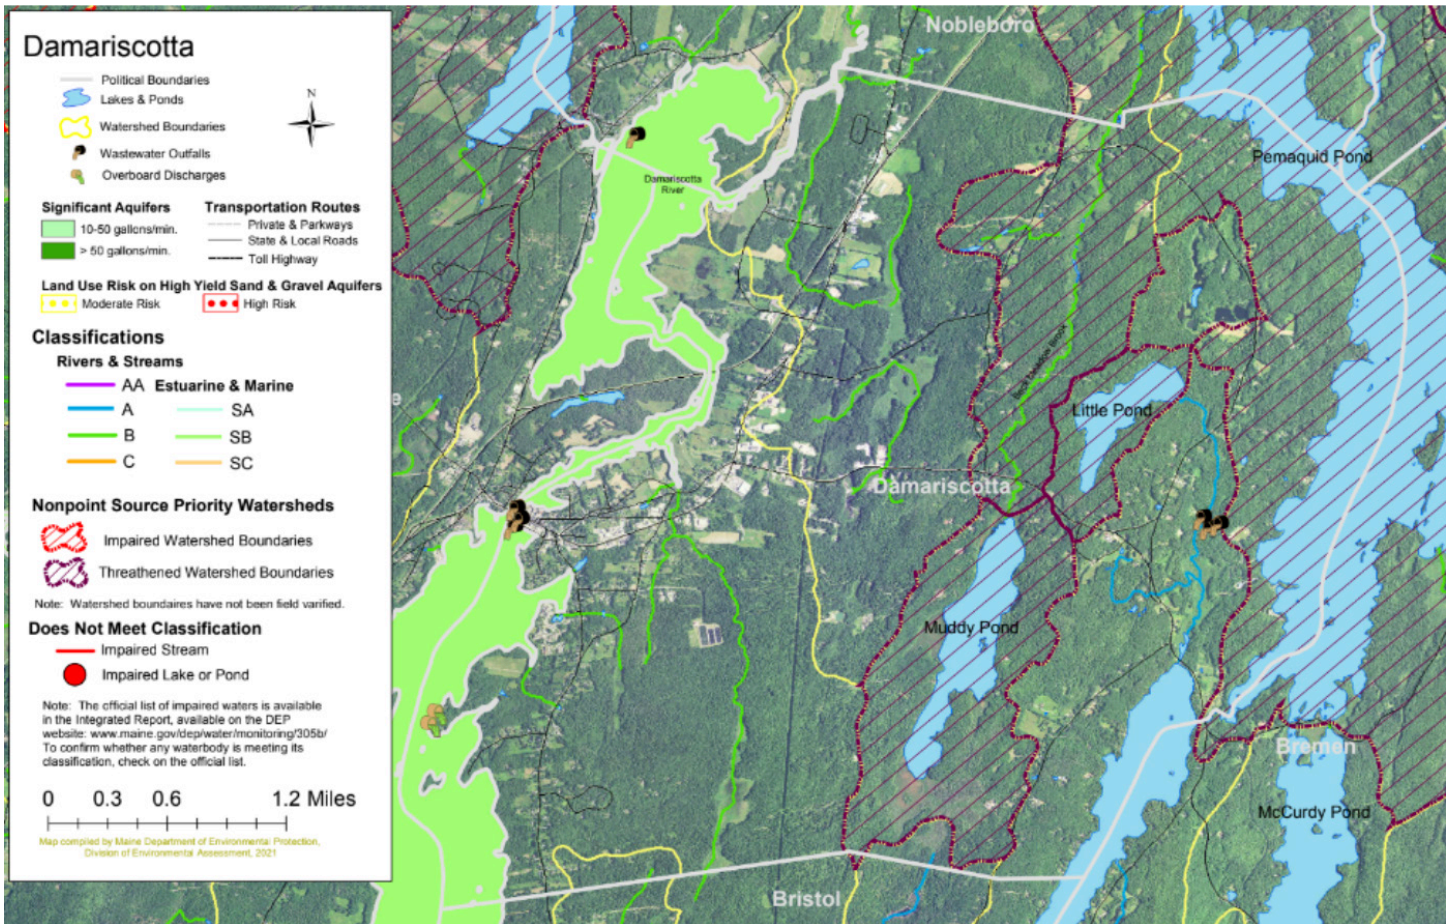 Damariscotta
Political Boundaries
Lakes & Ponds
Watershed Boundaries
Wastewater Outfalls
Overboard Discharges
N
Significant Aquifers
10-50 gallons/min.
> 50 gallons/min.
Transportation Routes
Private & Parkways
State & Local Roads
Toll Highway
Land Use Risk on High Yield Sand & Gravel Aquifers
Moderate Risk
High Risk
Classifications
Rivers & Streams
AA
A
B
C
Estuarine & Marine
SA
SB
SC
Nonpoint Source Priority Watersheds
Impaired Watershed Boundaries
Threathened Watershed Boundaries
Note: Watershed boundaires have not been field varified.
Does Not Meet Classification
Impaired Stream
Impaired Lake or Pond
Note: The official list of impaired waters is available
in the Integrated Report, available on the DEP
website: www.maine.gov/dep/water/monitoring/305b/
To confirm whether any waterbody is meeting its
classification, check on the official list.
0 0.3 0.6 1.2 Miles
Map compiled by Maine Department of Environmental Protection,
Division of Environmental Assessment, 2021
Nobleboro
Pemaquid Pond
Damariscotta
River
e
Little Pond
Damariscotta
Muddy Pond
Bremen
McCurdy Pond
Bristol